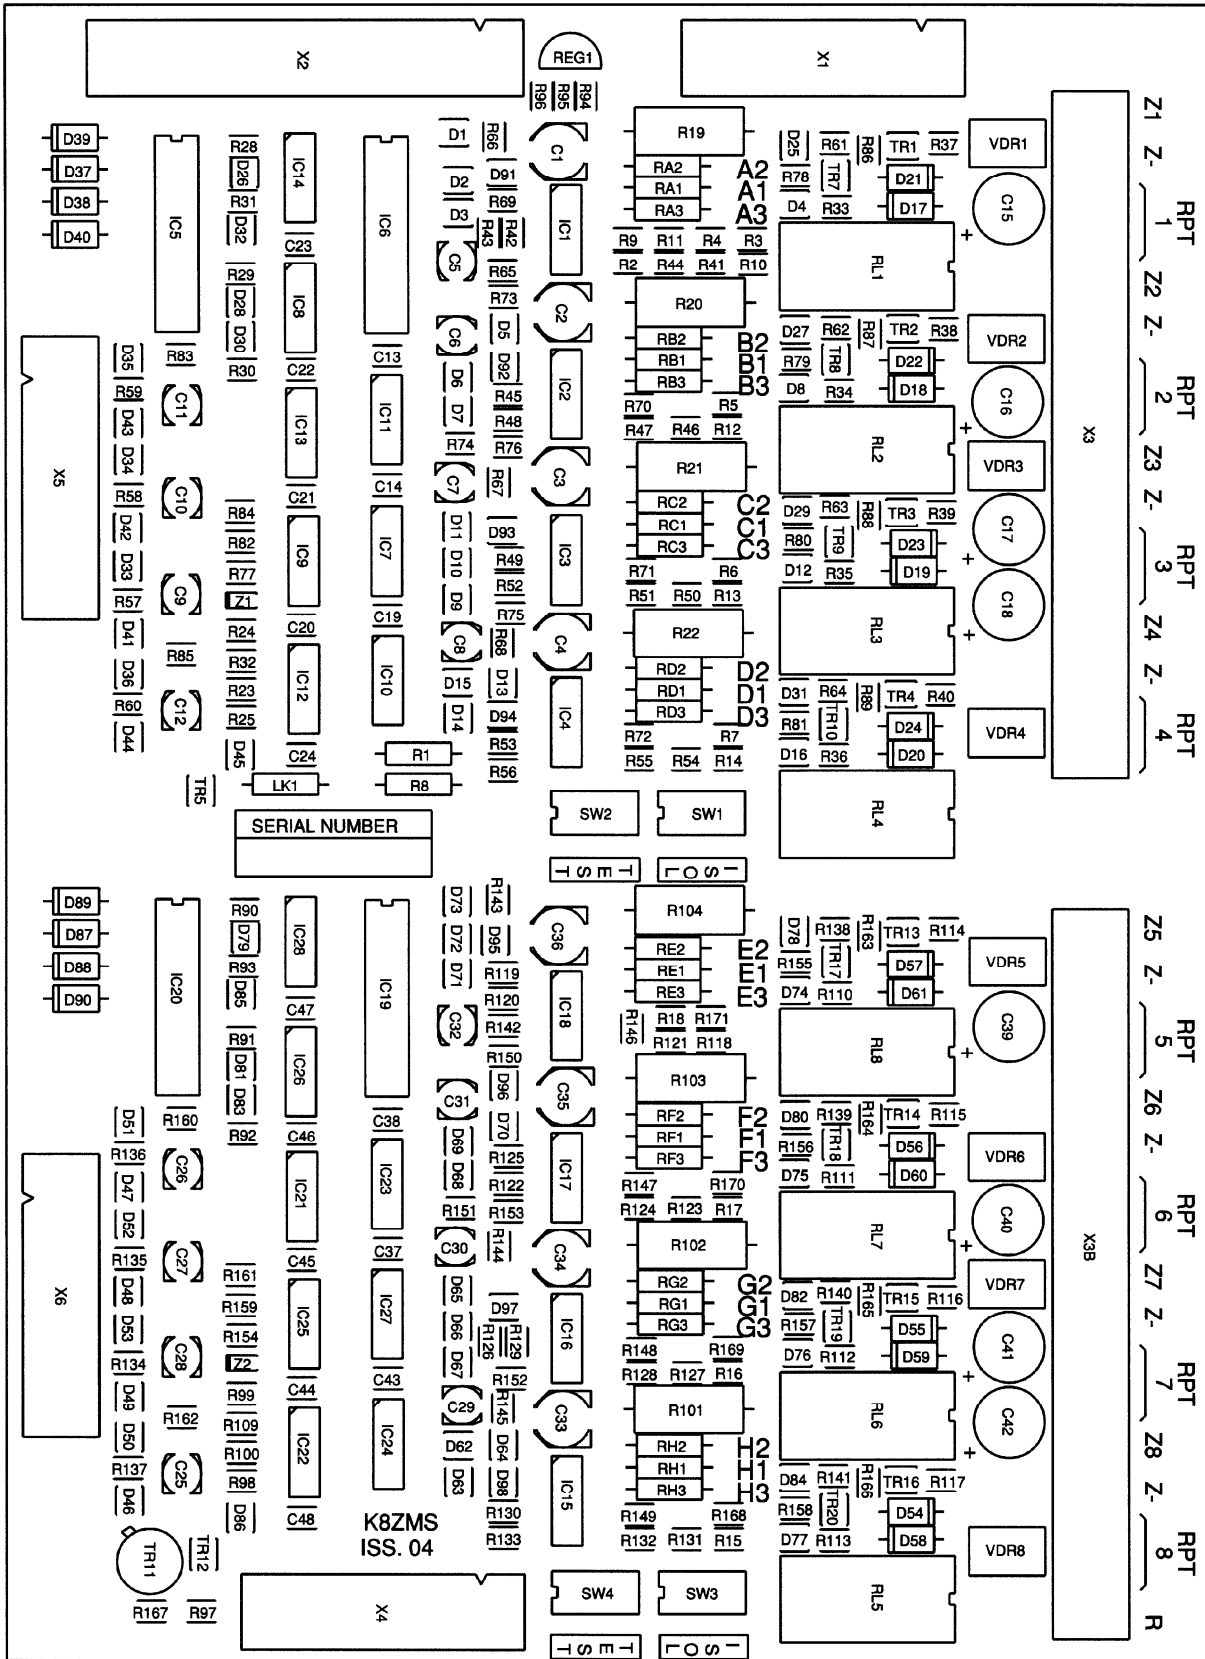 X2
REG1
X1
R96 R95 R94
Z1
D39
D37
D38
D40
IC5
R28
D26
R31
D32
IC14
C23
R29
D28
D30
R30
IC8
C22
IC6
D1
R66
D2
D91
D3
R69
R43 R42
C5
R65
R73
C1
IC1
R19
RA2
RA1
RA3
A2
A1
A3
R9 R11 R4 R3
R2 R44 R41 R10
D25 R61 R86 TR1 R37
R78 TR7 D21
D4 R33 D17
RL1
+
VDR1
C15
Z-
1 RPT
Z2
X3
C6
D5
D92
C2
R20
RB2
RB1
RB3
B2
B1
B3
D27 R62 R87 TR2 R38
R79 TR8 D22
D8 R34 D18
VDR2
Z-
X5
D35
R83
R59
C11
D43
D34
R58
C10
D42
D33
R57
C9
D41
R85
D36
R60
C12
D44
TR5
C13
IC13
IC11
D6
D7
R45
R48
R74
R76
IC2
R70 R5
R47 R46 R12
RL2
+
C16
2 RPT
C21
C14
C7
R67
C3
R21
RC2
RC1
RC3
C2
C1
C3
VDR3
Z3
Z-
R84
R82
R77
Z1
R24
R32
R23
R25
D45
IC9
C20
IC12
C24
IC7
C19
IC10
D11
D10
D9
D93
R49
R52
R75
IC3
R71 R6
R51 R50 R13
D29 R63 R88 TR3 R39
R80 TR9 D23
D12 R35 D19
RL3
+
+
C17
C18
3 RPT
Z4
C8
R68
D15
D13
D14
D94
R53
R56
C4
IC4
R22
RD2
RD1
RD3
D2
D1
D3
R72 R7
R55 R54 R14
D31 R64 R89 TR4 R40
R81 TR10 D24
D16 R36 D20
VDR4
Z-
4 RPT
LK1
R1
R8
SERIAL NUMBER
SW2
SW1
TEST
ISOL
RL4
D89
D87
D88
D90
IC20
R90
D79
R93
D85
IC28
C47
R91
D81
D83
R92
IC26
C46
IC19
D73
R143
D72
D95
D71
R119
R120
C32
R142
R150
C36
IC18
R104
RE2
RE1
RE3
E2
E1
E3
R146 R18 R171
R121 R118
D78 R138 R163 TR13 R114
R155 TR17 D57
D74 R110 D61
RL8
+
VDR5
C39
Z5
Z-
5 RPT
Z6
X3B
C31
D96
D70
D69
D68
R125
R122
R151
R153
C35
IC17
R103
RF2
RF1
RF3
F2
F1
F3
R147 R170
R124 R123 R17
D80 R139 R164 TR14 R115
R156 TR18 D56
D75 R111 D60
RL7
+
VDR6
C40
Z-
6 RPT
X6
D51
R160
R136
C26
D47
D52
R135
C27
D48
D53
R134
C28
D49
R162
D50
R137
C25
D46
TR11
TR12
R167 R97
C38
IC21
IC23
C45
C37
C30
R144
R161
R159
R154
Z2
R99
R109
R100
R98
D86
IC25
C44
IC22
C48
IC27
C43
IC24
D65
D66
D67
D97
R126 R129
R152
C34
IC16
R102
RG2
RG1
RG3
G2
G1
G3
R148 R169
R128 R127 R16
D82 R140 R165 TR15 R116
R157 TR19 D55
D76 R112 D59
RL6
+
+
VDR7
C41
C42
Z7
Z-
7 RPT
Z8
C29
R145
D62
D64
D63
D98
R130
R133
C33
IC15
R101
RH2
RH1
RH3
H2
H1
H3
R149 R168
R132 R131 R15
D84 R141 R166 TR16 R117
R158 TR20 D54
D77 R113 D58
RL5
VDR8
Z-
8 RPT
R
K8ZMS
ISS. 04
X4
SW4
SW3
TEST
ISOL